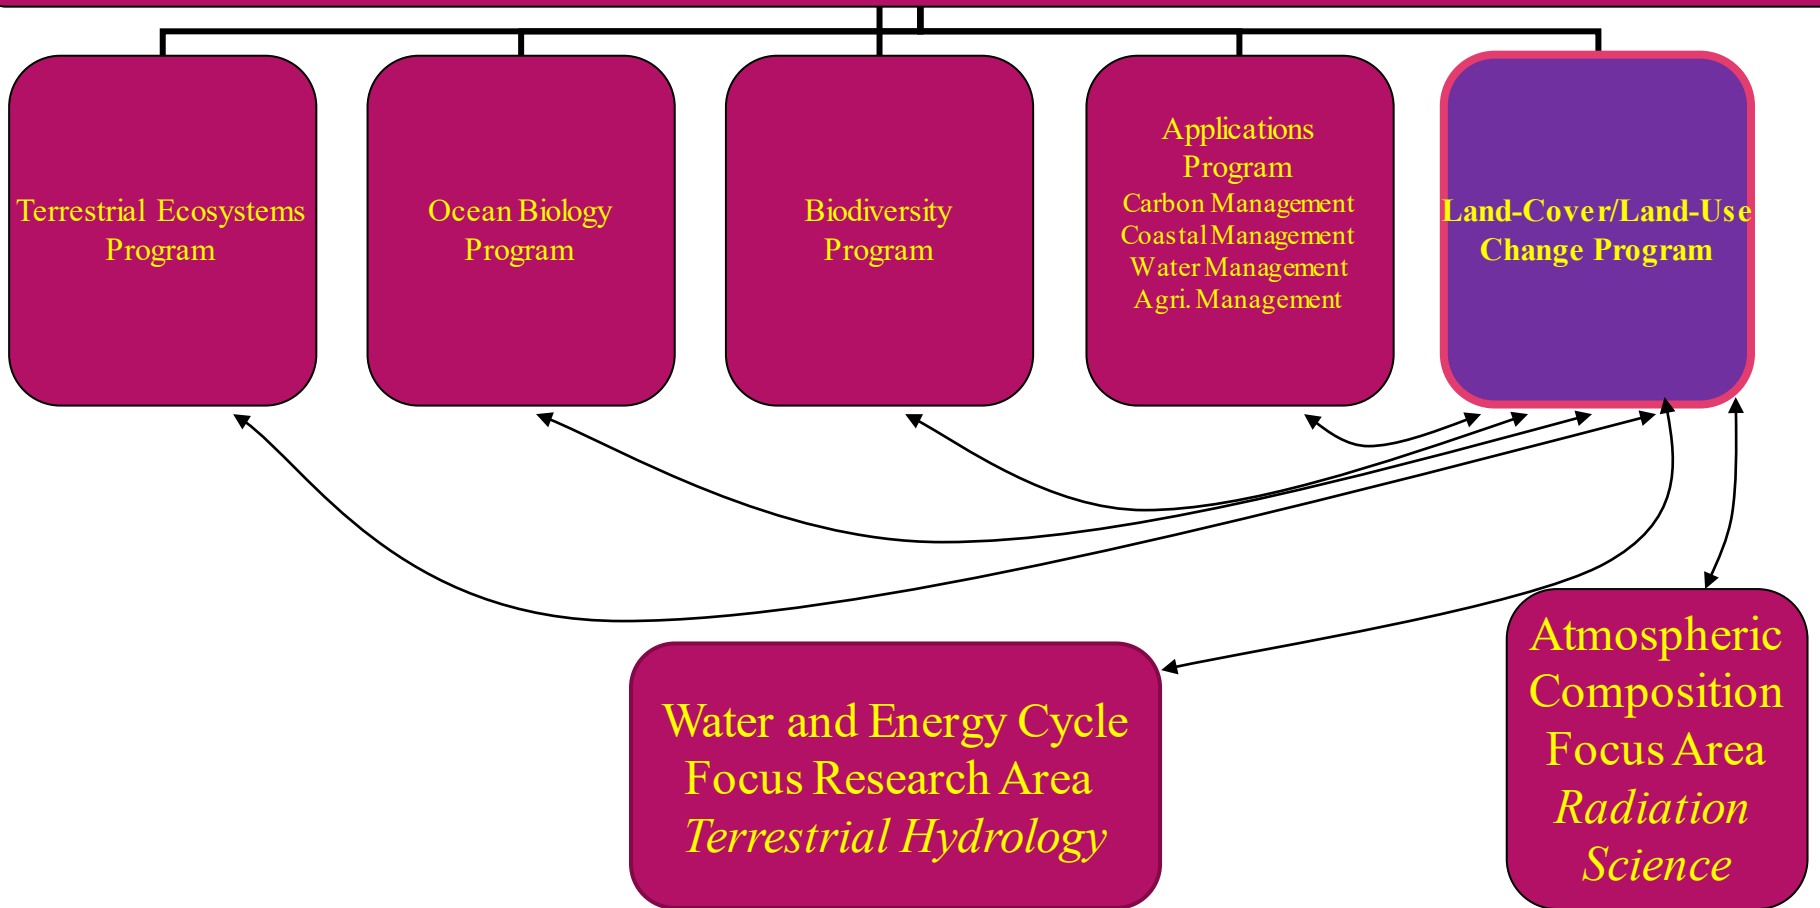 Terrestrial Ecosystems
Program
Ocean Biology
Program
Biodiversity
Program
Applications
Program
Carbon Management
Coastal Management
Water Management
Agri. Management
Land-Cover/Land-Use
Change Program
Water and Energy Cycle
Focus Research Area
Terrestrial Hydrology
Atmospheric
Composition
Focus Area
Radiation
Science